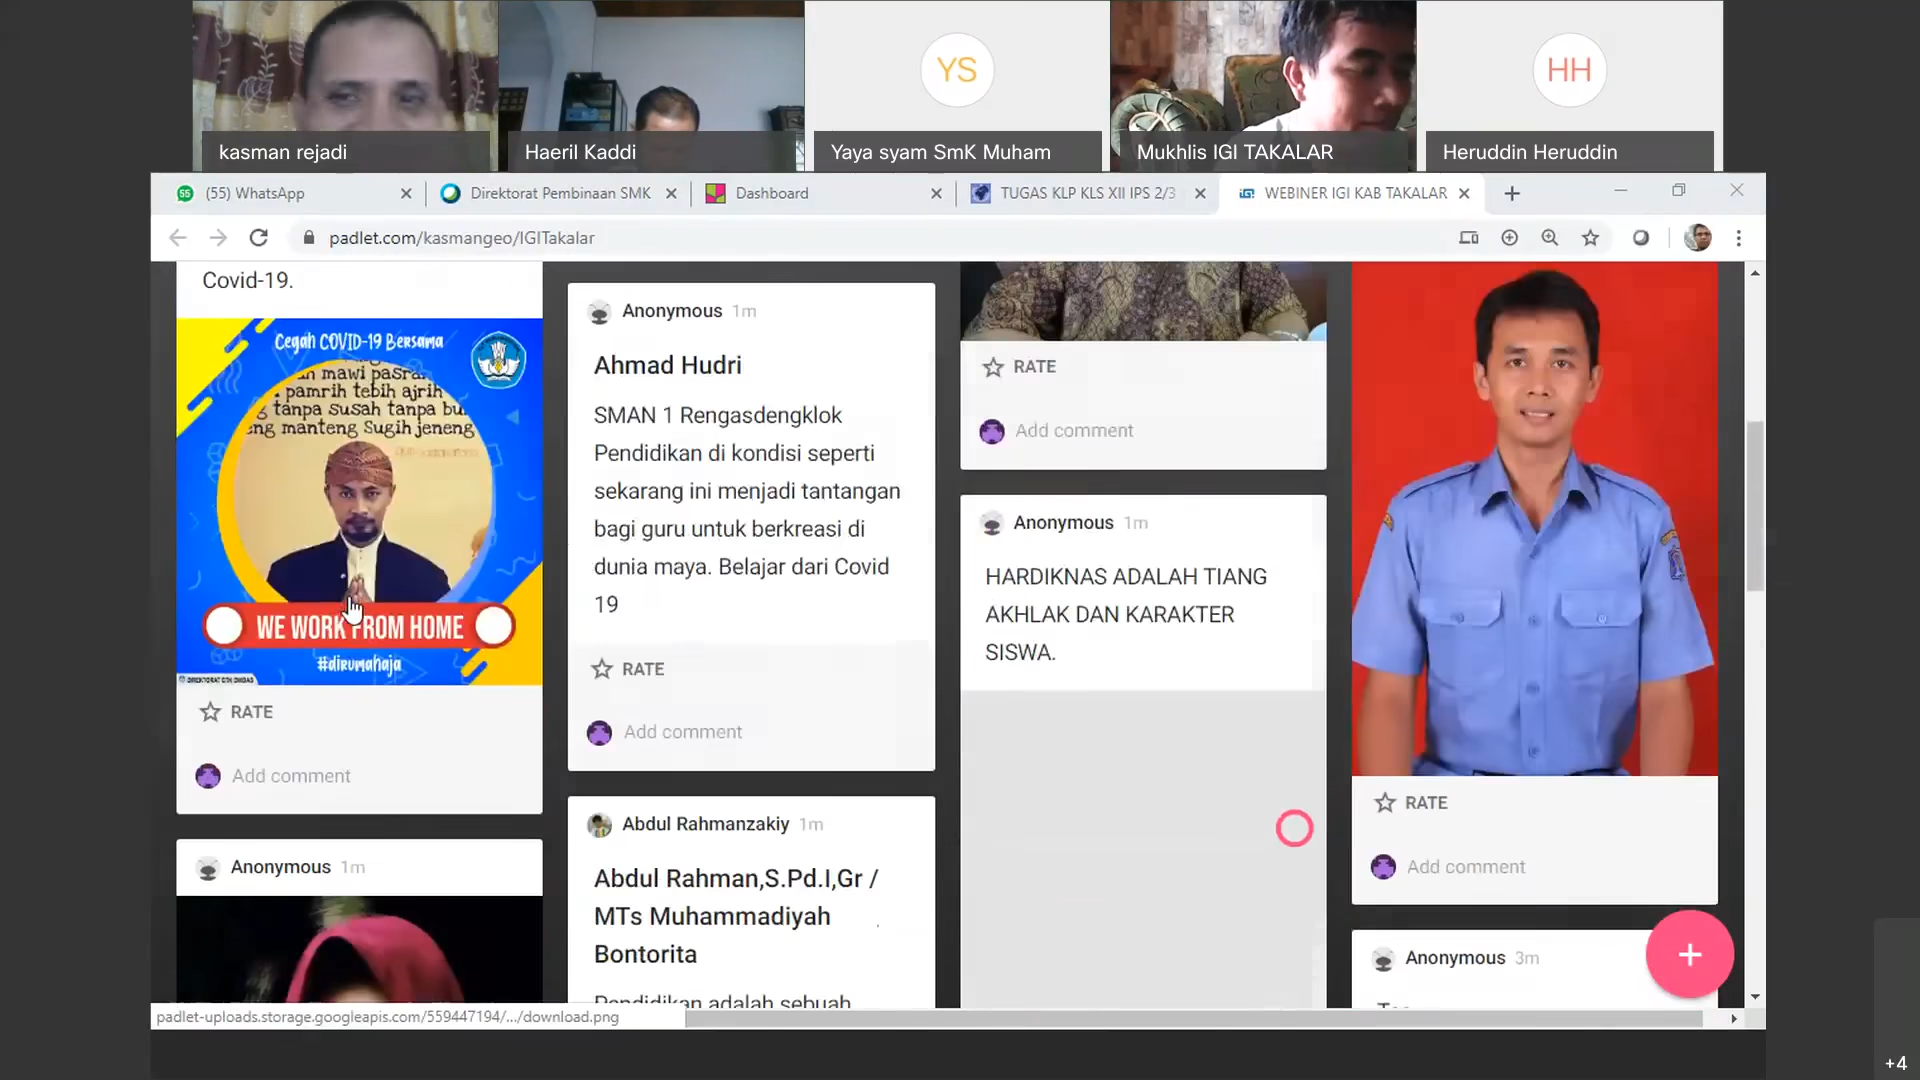 YS
HH
kasman rejadi
Haeril Kaddi
Yaya syam SmK Muham
Mukhlis IGI TAKALAR
Heruddin Heruddin
(55) WhatsApp
Direktorat Pembinaan SMK
Dashboard
TUGAS KLP KLS XII IPS 2/3
WEBINER IGI KAB TAKALAR
padlet.com/kasmangeo/IGITakalar
Covid-19.
Cegah COVID-19 Bersama
pamrih tebih ajrih
tanpa susah tanpa
manteng Sugih jeneng
WE WORK FROM HOME
#dirumahaja
RATE
Add comment
Anonymous 1m
Anonymous 1m
Ahmad Hudri
SMAN 1 Rengasdengklok
Pendidikan di kondisi seperti
sekarang ini menjadi tantangan
bagi guru untuk berkreasi di
dunia maya. Belajar dari Covid
19
RATE
Add comment
Abdul Rahmanzakiy 1m
Abdul Rahman,S.Pd.I,Gr /
MTs Muhammadiyah
Bontorita
Pendidikan adalah sebuah
RATE
Add comment
Anonymous 1m
HARDIKNAS ADALAH TIANG
AKHLAK DAN KARAKTER
SISWA.
RATE
Add comment
Anonymous 3m
padlet-uploads.storage.googleapis.com/559447194/.../download.png
+4